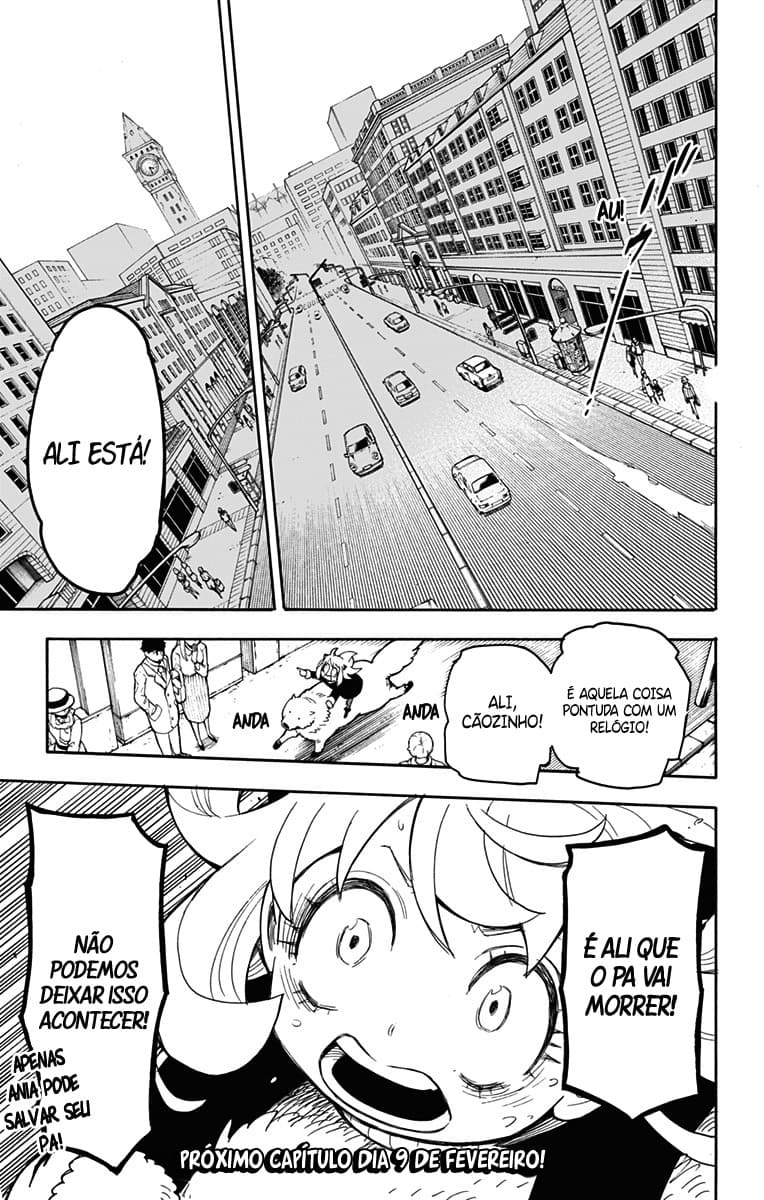 AU!
ALI ESTÁ!
É AQUELA COISA
PONTUDA COM UM
RELÓGIO!
ALI,
CÃOZINHO!
ANDA
ANDA
É ALI QUE
O PA VAI
MORRER!
NÃO
PODEMOS
DEIXAR ISSO
ACONTECER!
APENAS
ANIA PODE
SALVAR SEU
PA!
PRÓXIMO CAPÍTULO DIA 9 DE FEVEREIRO!